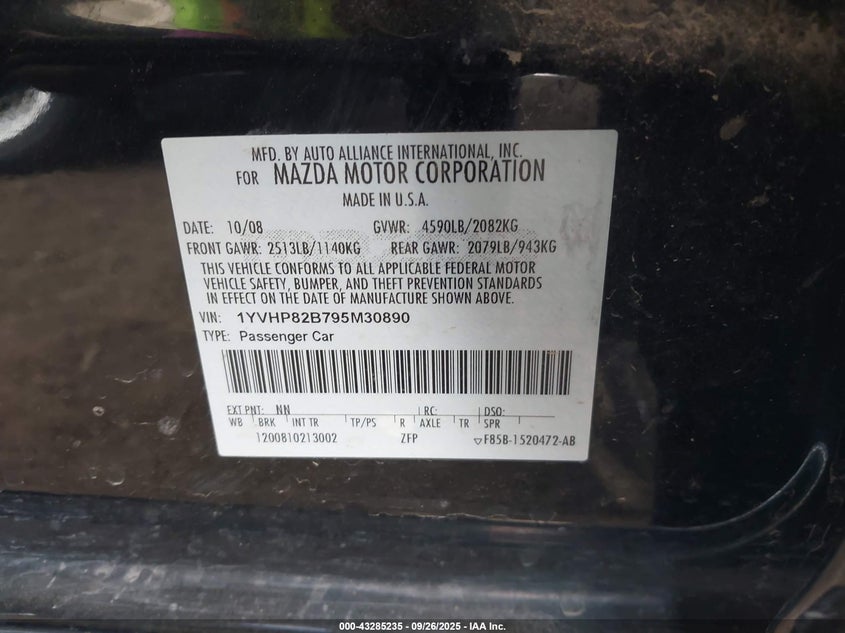 MFD. BY AUTO ALLIANCE INTERNATIONAL, INC.
FOR MAZDA MOTOR CORPORATION
MADE IN U.S.A.
DATE: 10/08 GVWR: 4590LB/2082KG
FRONT GAWR: 2513LB/1140KG REAR GAWR: 2079LB/943KG
THIS VEHICLE CONFORMS TO ALL APPLICABLE FEDERAL MOTOR
VEHICLE SAFETY, BUMPER, AND THEFT PREVENTION STANDARDS
IN EFFECT ON THE DATE OF MANUFACTURE SHOWN ABOVE.
VIN: 1YVHP82B795M30890
TYPE: Passenger Car
EXT PNT: NN RC: DSO:
WB BRK INT TR TP/PS R AXLE TR SPR
1200810213002 ZFP ▽F85B-1520472-AB
000-43285235 - 09/26/2025 - IAA Inc.